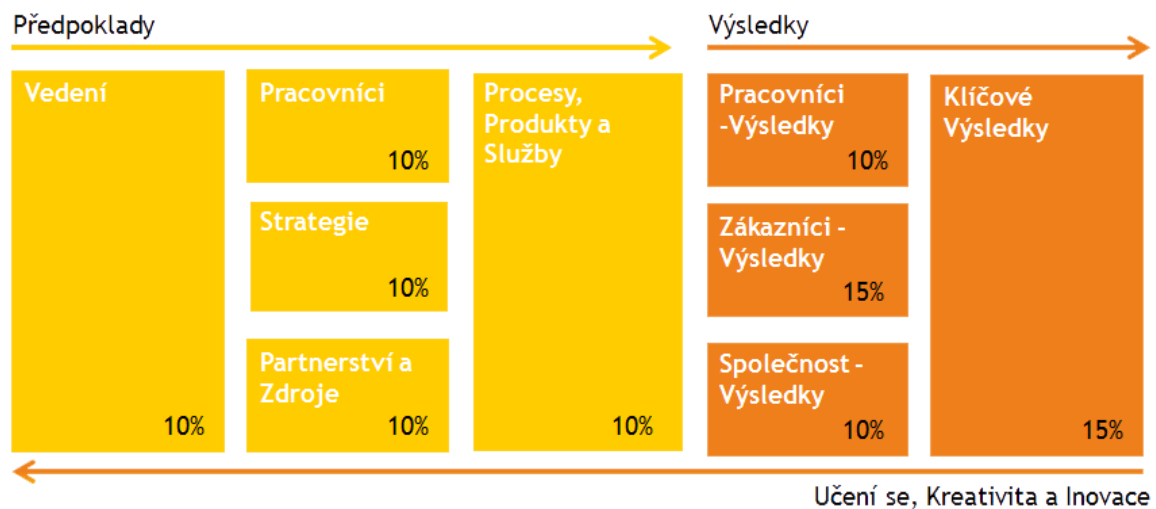 Předpoklady
Výsledky
Vedení
10%
Pracovníci
10%
Strategie
10%
Partnerství a
Zdroje
10%
Procesy,
Produkty a
Služby
10%
Pracovníci
-Výsledky
10%
Zákazníci -
Výsledky
15%
Společnost -
Výsledky
10%
Klíčové
Výsledky
15%
Učení se, Kreativita a Inovace